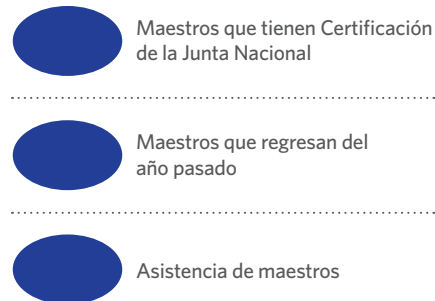 Maestros que tienen Certificación
de la Junta Nacional
Maestros que regresan del
año pasado
Asistencia de maestros